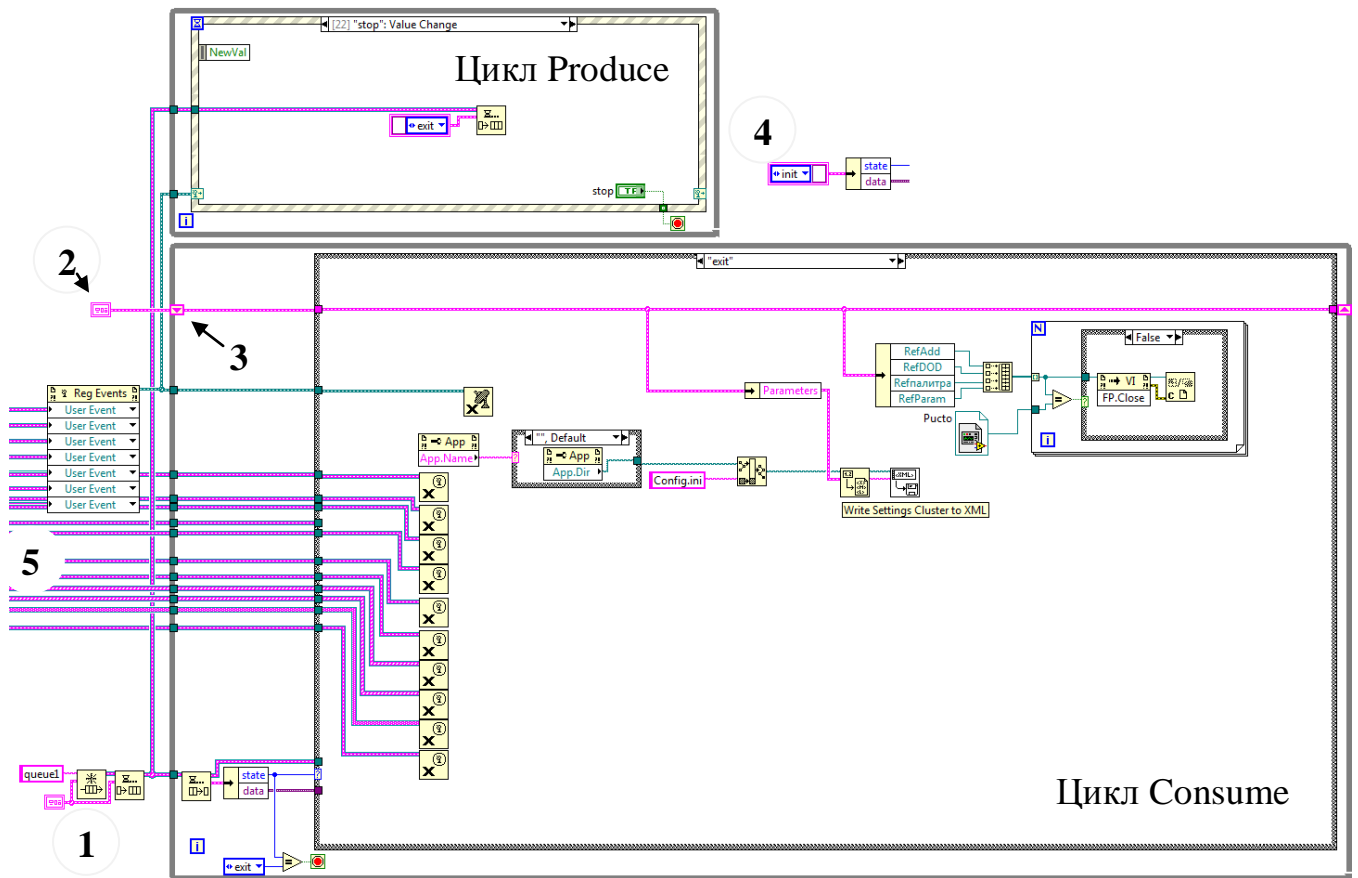 [22] "stop": Value Change
NewVal
Цикл Produce
exit
stop
TF
i
4
init
state
data
2
3
"exit"
Reg Events
User Event
User Event
User Event
User Event
User Event
User Event
User Event
5
App
App.Name
"", Default
App
App.Dir
Config.ini
Parameters
RefAdd
RefDOD
Refпалитра
RefParam
Pucto
N
False
VI
FP.Close
i
XML
Write Settings Cluster to XML
queue1
1
state
data
i
exit
Цикл Consume